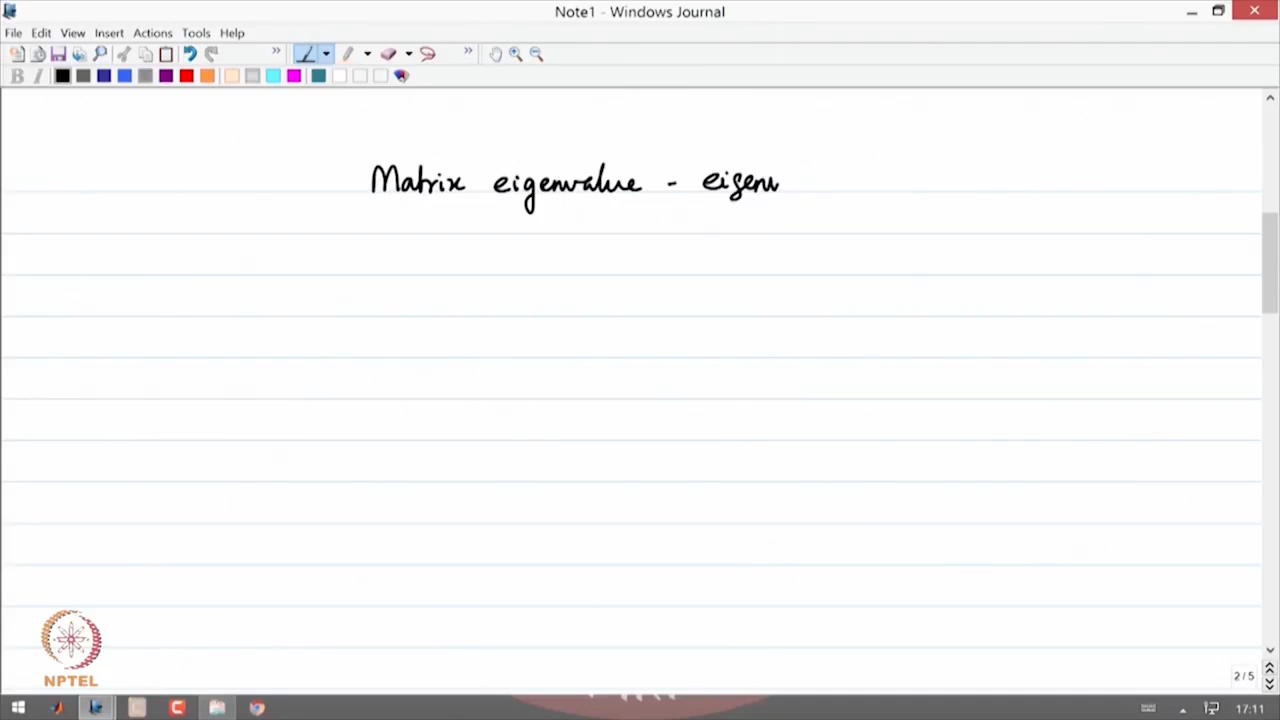 Note1 - Windows Journal
File Edit View Insert Actions Tools Help
B I
Matrix eigenvalue - eigenv
NPTEL
2 / 5
17:11